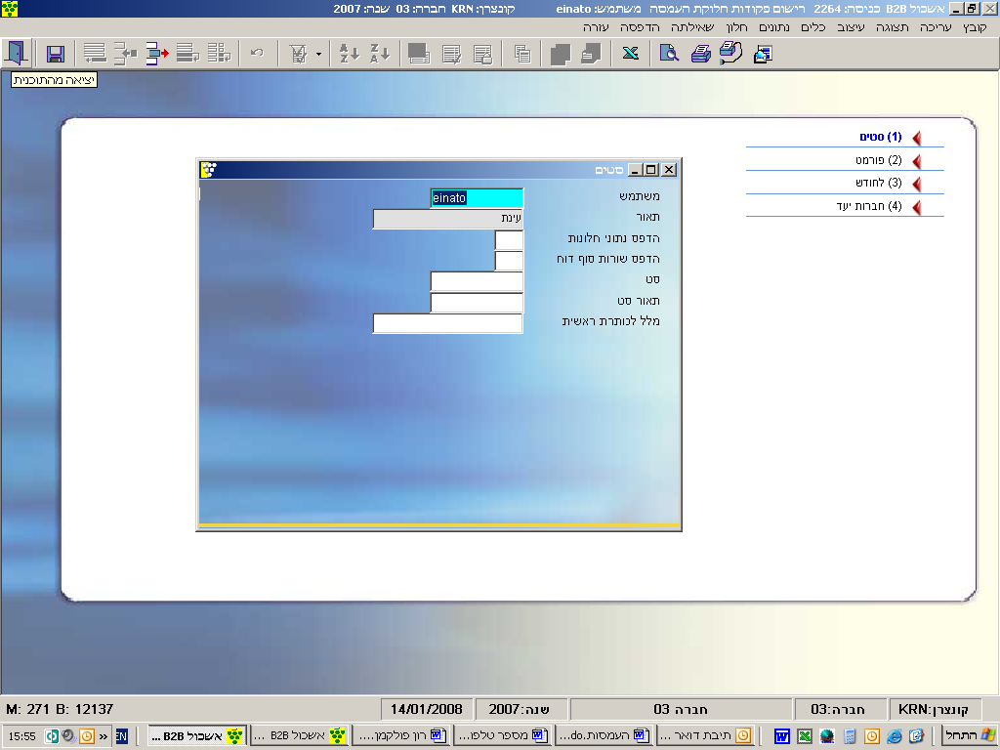 אשכול B2B כניסה: 2264 רישום פקודות חלוקת העמסה משתמש: einato קונצרן: KRN חברה: 03 שנה: 2007
קובץ עריכה תצוגה עיצוב כלים נתונים חלון שאילתה הדפסה עזרה
יציאה מהתוכנית
(1) סטים
(2) פורמט
(3) לחודש
(4) חברות יעד
סטים
משתמש einato
תאור עינת
הדפס נתוני חלונות
הדפס שורות סוף דוח
סט
תאור סט
מלל לכותרת ראשית
קונצרן:KRN חברה:03 חברה 03 שנה:2007 14/01/2008 M: 271 B: 12137
התחל תיבת דואר ... העמסות.do... מספר טלפו... רון פולקמן.... אשכול B2B ... אשכול B2B ... EN » 15:55